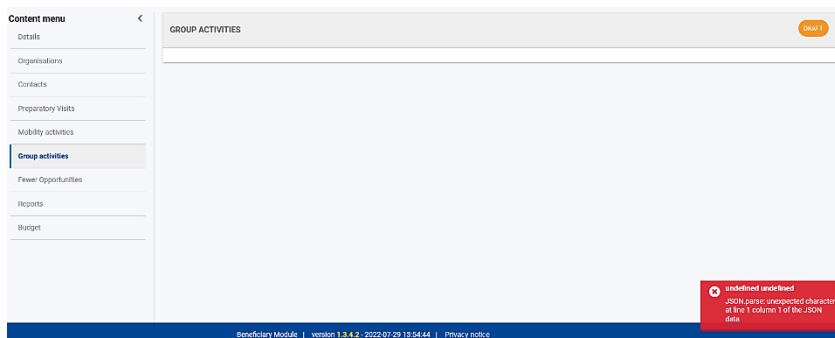 Content menu
Details
Organisations
Contacts
Preparatory Visits
Mobility activities
Group activities
Fewer Opportunities
Reports
Budget
GROUP ACTIVITIES
DRAFT
undefined undefined
JSON.parse: unexpected character
at line 1 column 1 of the JSON
data
Beneficiary Module | version 1.3.4.2 - 2022-07-29 13:54:44 | Privacy notice